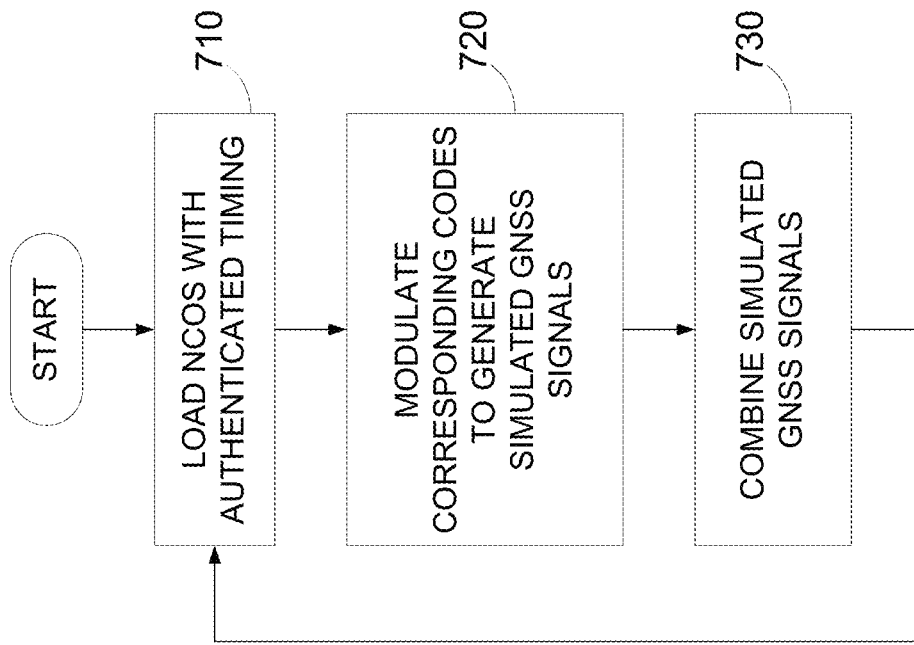 START
LOAD NCOS WITH
AUTHENTICATED TIMING
710
MODULATE
CORRESPONDING CODES
TO GENERATE
SIMULATED GNSS
SIGNALS
720
COMBINE SIMULATED
GNSS SIGNALS
730